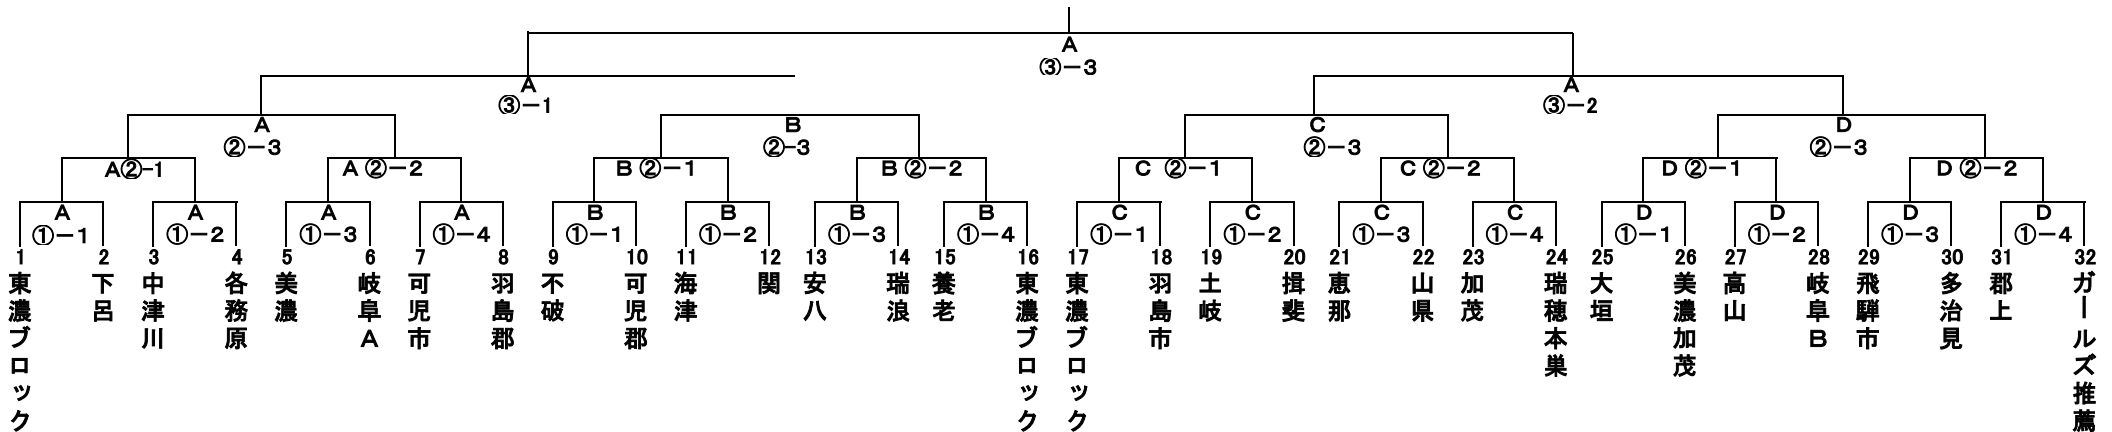 A
③－3
A
③－1
A
③－2
A
②－3
B
②-3
C
②－3
D
②－3
A②-1
A ②－2
B ②－1
B ②－2
C ②－1
C ②－2
D ②－1
D ②－2
A
①－1
A
①－2
A
①－3
A
①－4
B
①－1
B
①－2
B
①－3
B
①－4
C
①－1
C
①－2
C
①－3
C
①－4
D
①－1
D
①－2
D
①－3
D
①－4
1
東濃ブロック
2
下呂
3
中津川
4
各務原
5
美濃
6
岐阜A
7
可児市
8
羽島郡
9
不破
10
可児郡
11
海津
12
関
13
安八
14
瑞浪
15
養老
16
東濃ブロック
17
東濃ブロック
18
羽島市
19
土岐
20
揖斐
21
恵那
22
山県
23
加茂
24
瑞穂本巣
25
大垣
26
美濃加茂
27
高山
28
岐阜B
29
飛騨市
30
多治見
31
郡上
32
ガールズ推薦